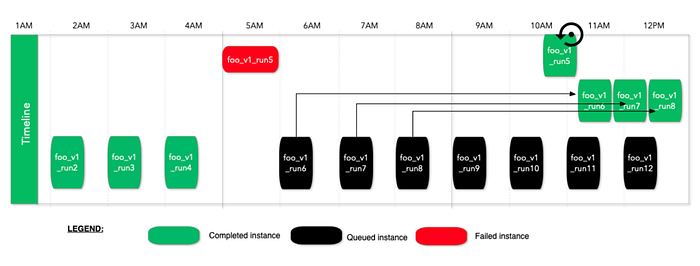 1AM 2AM 3AM 4AM 5AM 6AM 7AM 8AM 9AM 10AM 11AM 12PM
Timeline
foo_v1_run5
foo_v1
_run5
foo_v1
_run6
foo_v1
_run7
foo_v1
_run8
foo_v1
_run2
foo_v1
_run3
foo_v1
_run4
foo_v1
_run6
foo_v1
_run7
foo_v1
_run8
foo_v1
_run9
foo_v1
_run10
foo_v1
_run11
foo_v1
_run12
LEGEND:
Completed instance
Queued instance
Failed instance